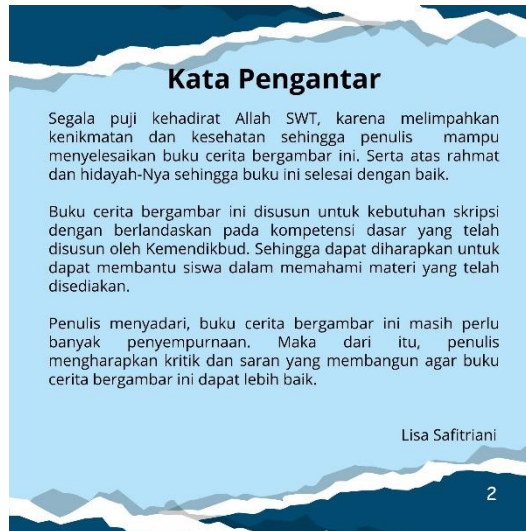 Kata Pengantar
Segala puji kehadirat Allah SWT, karena melimpahkan
kenikmatan dan kesehatan sehingga penulis mampu
menyelesaikan buku cerita bergambar ini. Serta atas rahmat
dan hidayah-Nya sehingga buku ini selesai dengan baik.
Buku cerita bergambar ini disusun untuk kebutuhan skripsi
dengan berlandaskan pada kompetensi dasar yang telah
disusun oleh Kemendikbud. Sehingga dapat diharapkan untuk
dapat membantu siswa dalam memahami materi yang telah
disediakan.
Penulis menyadari, buku cerita bergambar ini masih perlu
banyak penyempurnaan. Maka dari itu, penulis
mengharapkan kritik dan saran yang membangun agar buku
cerita bergambar ini dapat lebih baik.
Lisa Safitriani
2